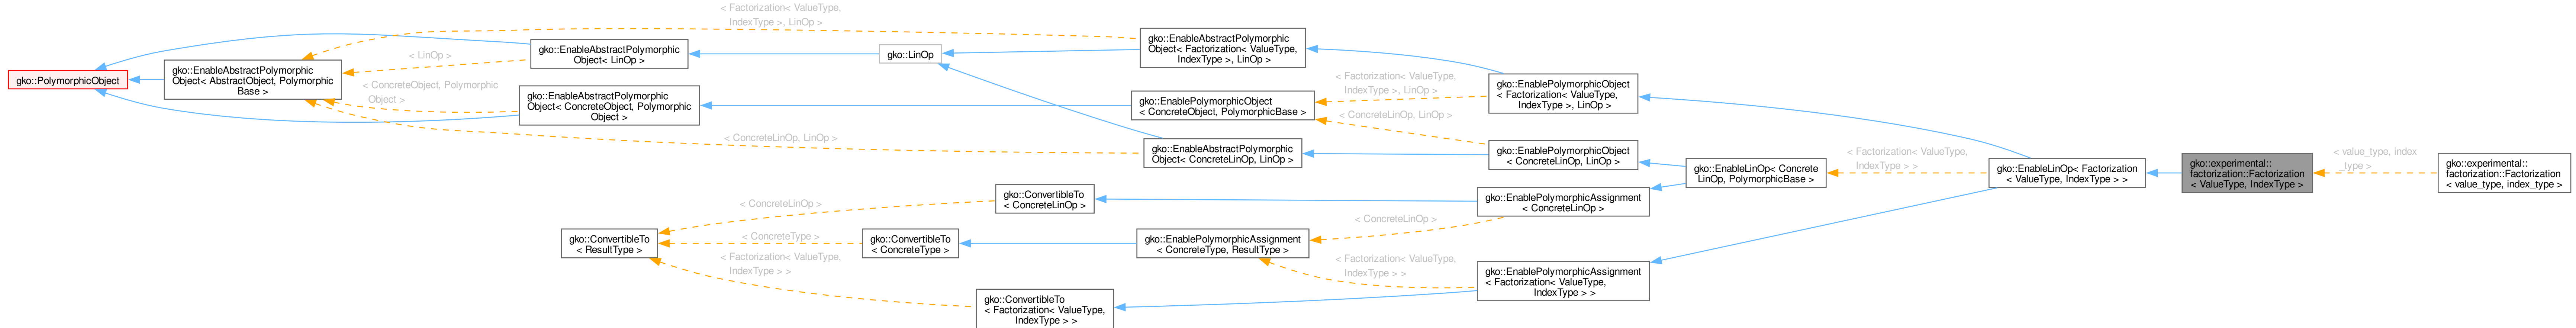 gko::PolymorphicObject
gko::EnableAbstractPolymorphic
Object< AbstractObject, Polymorphic
Base >
gko::EnableAbstractPolymorphic
Object< LinOp >
gko::EnableAbstractPolymorphic
Object< ConcreteObject, Polymorphic
Object >
< LinOp >
< ConcreteObject, Polymorphic
Object >
< Factorization< ValueType,
IndexType >, LinOp >
< ConcreteLinOp, LinOp >
gko::LinOp
gko::EnableAbstractPolymorphic
Object< Factorization< ValueType,
IndexType >, LinOp >
gko::EnablePolymorphicObject
< ConcreteObject, PolymorphicBase >
gko::EnableAbstractPolymorphic
Object< ConcreteLinOp, LinOp >
< Factorization< ValueType,
IndexType >, LinOp >
< ConcreteLinOp, LinOp >
gko::EnablePolymorphicObject
< Factorization< ValueType,
IndexType >, LinOp >
gko::EnablePolymorphicObject
< ConcreteLinOp, LinOp >
gko::EnableLinOp< Concrete
LinOp, PolymorphicBase >
< Factorization< ValueType,
IndexType > >
gko::EnableLinOp< Factorization
< ValueType, IndexType > >
gko::experimental::
factorization::Factorization
< ValueType, IndexType >
< value_type, index
_type >
gko::experimental::
factorization::Factorization
< value_type, index_type >
gko::ConvertibleTo
< ResultType >
< ConcreteLinOp >
< ConcreteType >
< Factorization< ValueType,
IndexType > >
gko::ConvertibleTo
< ConcreteLinOp >
gko::ConvertibleTo
< ConcreteType >
gko::ConvertibleTo
< Factorization< ValueType,
IndexType > >
gko::EnablePolymorphicAssignment
< ConcreteType, ResultType >
< ConcreteLinOp >
< Factorization< ValueType,
IndexType > >
gko::EnablePolymorphicAssignment
< ConcreteLinOp >
gko::EnablePolymorphicAssignment
< Factorization< ValueType,
IndexType > >